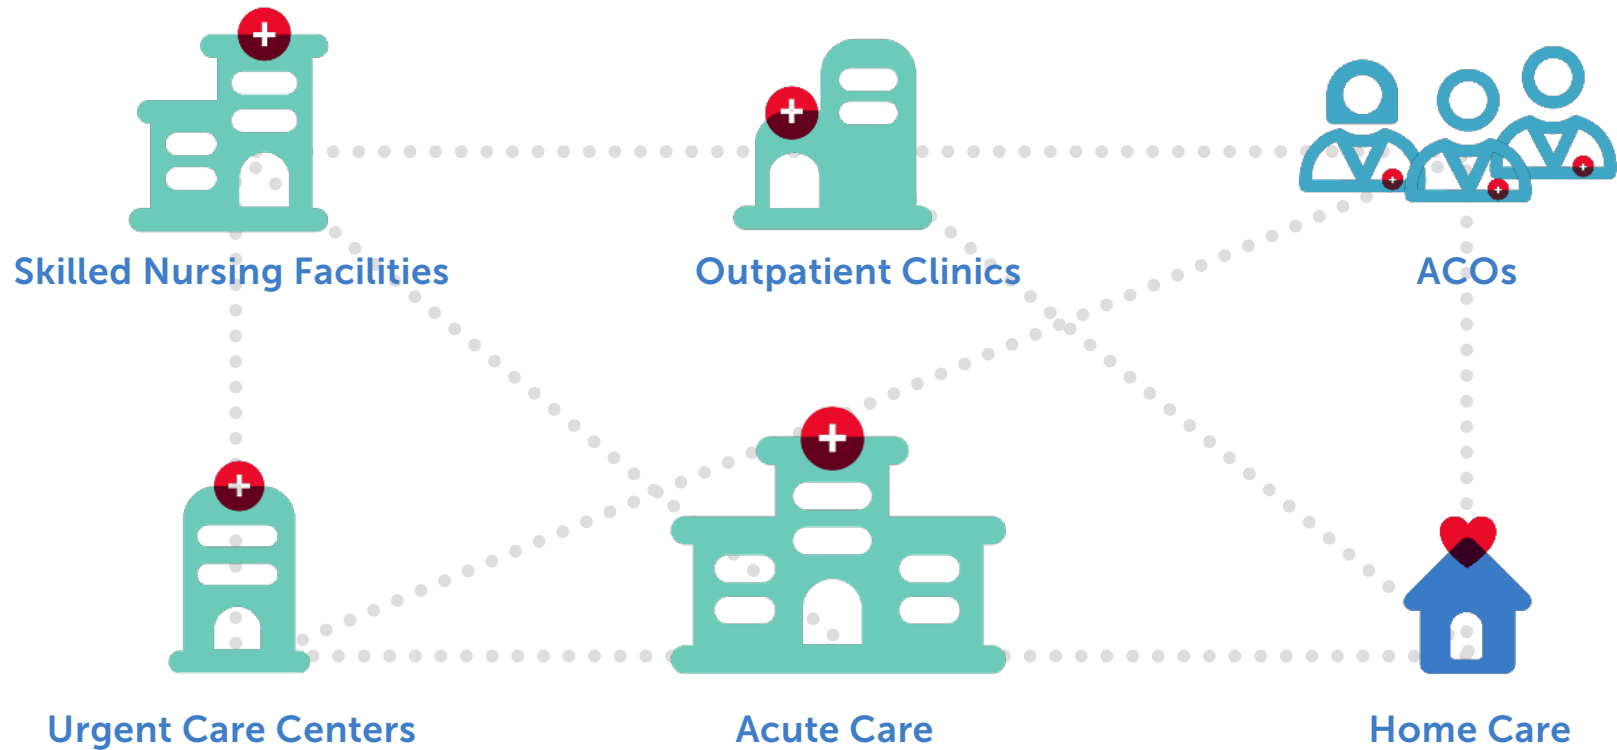 Skilled Nursing Facilities
Outpatient Clinics
ACOs
Urgent Care Centers
Acute Care
Home Care